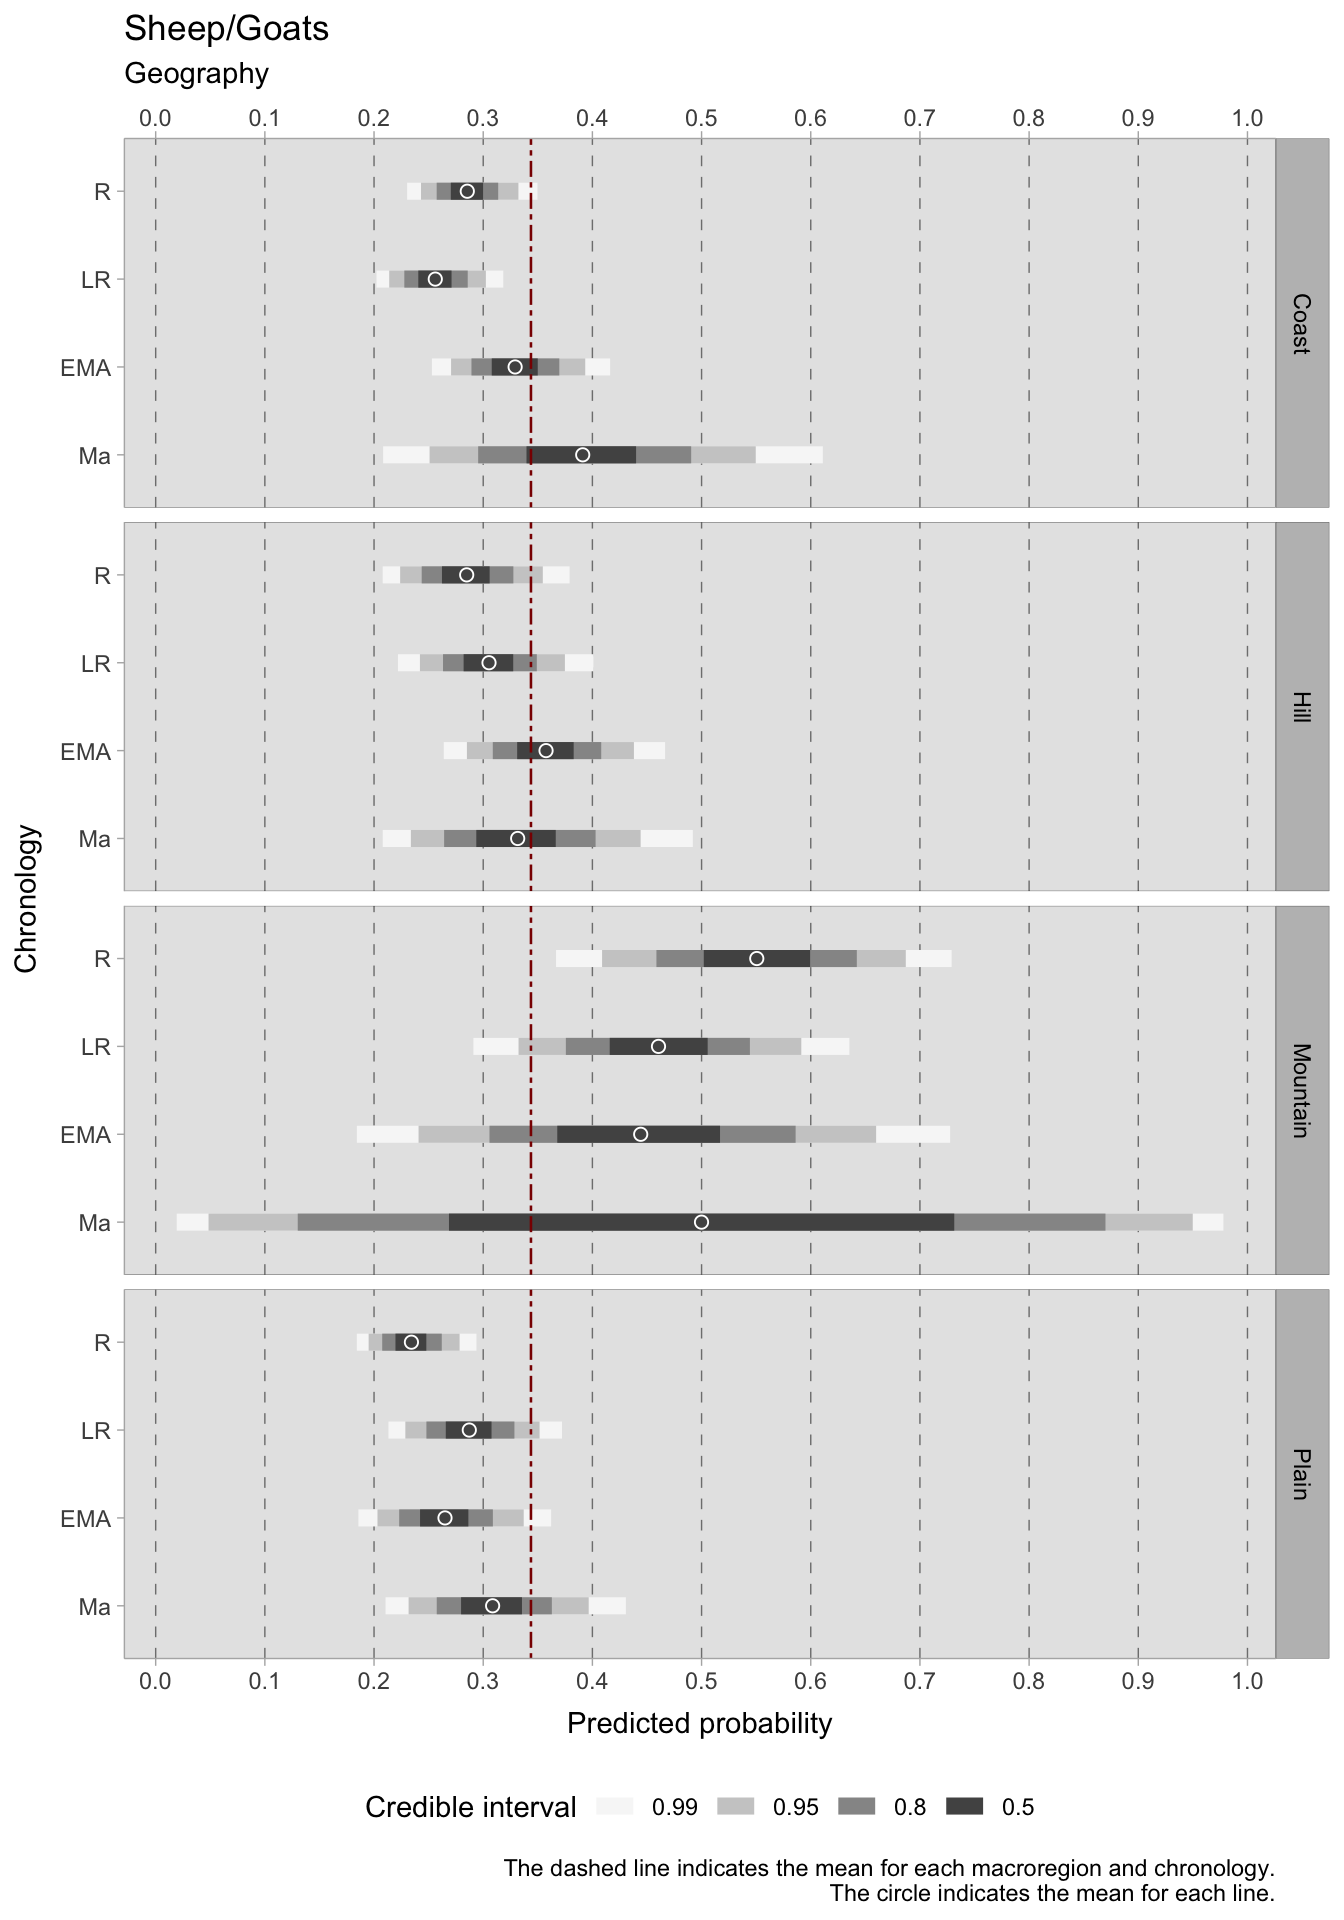 Sheep/Goats
Geography
0.0 0.1 0.2 0.3 0.4 0.5 0.6 0.7 0.8 0.9 1.0
R
LR
EMA
Ma
Coast
R
LR
EMA
Ma
Hill
R
LR
EMA
Ma
Mountain
R
LR
EMA
Ma
Plain
Chronology
0.0 0.1 0.2 0.3 0.4 0.5 0.6 0.7 0.8 0.9 1.0
Predicted probability
Credible interval 0.99 0.95 0.8 0.5
The dashed line indicates the mean for each macroregion and chronology.
The circle indicates the mean for each line.